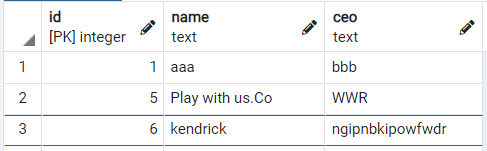 id name ceo
[PK] integer text text
1 1 aaa bbb
2 5 Play with us.Co WWR
3 6 kendrick ngipnbkipowfwdr